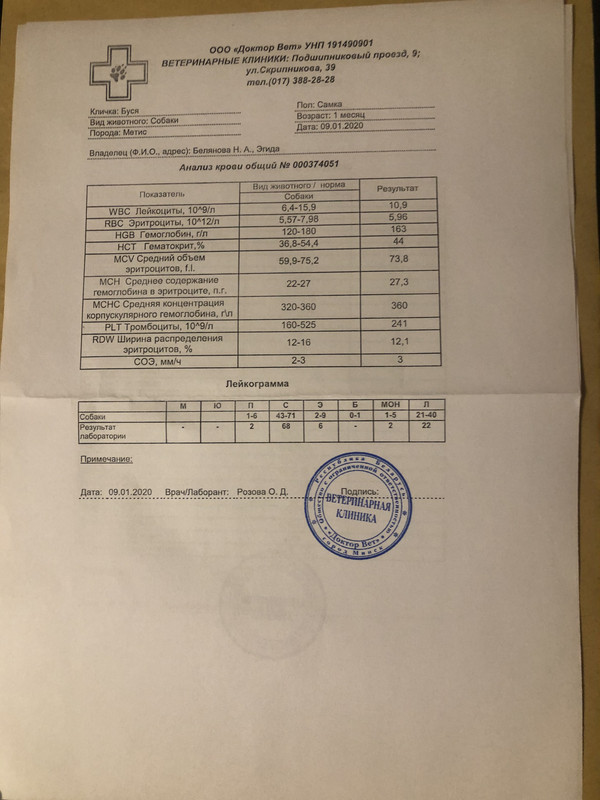 ООО «Доктор Вет» УНП 191490901
ВЕТЕРИНАРНЫЕ КЛИНИКИ: Подшипниковый проезд, 9;
ул.Скрипникова, 39
тел.(017) 388-28-28
Кличка: Буся
Вид животного: Собаки
Порода: Метис
Пол: Самка
Возраст: 1 месяц
Дата: 09.01.2020
Владелец (Ф.И.О., адрес): Белянова Н. А., Эгида
Анализ крови общий № 000374051
Показатель Вид животного / норма Результат
Собаки
WBC Лейкоциты, 10^9/л 6,4-15,9 10,9
RBC Эритроциты, 10^12/л 5,57-7,98 5,96
HGB Гемоглобин, г/л 120-180 163
HCT Гематокрит,% 36,8-54,4 44
MCV Средний объем
эритроцитов, f.l. 59,9-75,2 73,8
MCH Среднее содержание
гемоглобина в эритроците, п.г. 22-27 27,3
MCHC Средняя концентрация
корпускулярного гемоглобина, г\л 320-360 360
PLT Тромбоциты, 10^9/л 160-525 241
RDW Ширина распределения
эритроцитов, % 12-16 12,1
СОЭ, мм/ч 2-3 3
Лейкограмма
М Ю П С Э Б МОН Л
Собаки 1-6 43-71 2-9 0-1 1-5 21-40
Результат
лаборатории - - 2 68 6 - 2 22
Примечание:
Дата: 09.01.2020 Врач/Лаборант: Розова О. Д. Подпись:
Республика Беларусь
Общество с ограниченной ответственностью
ВЕТЕРИНАРНАЯ
КЛИНИКА
«Доктор Вет»
город Минск